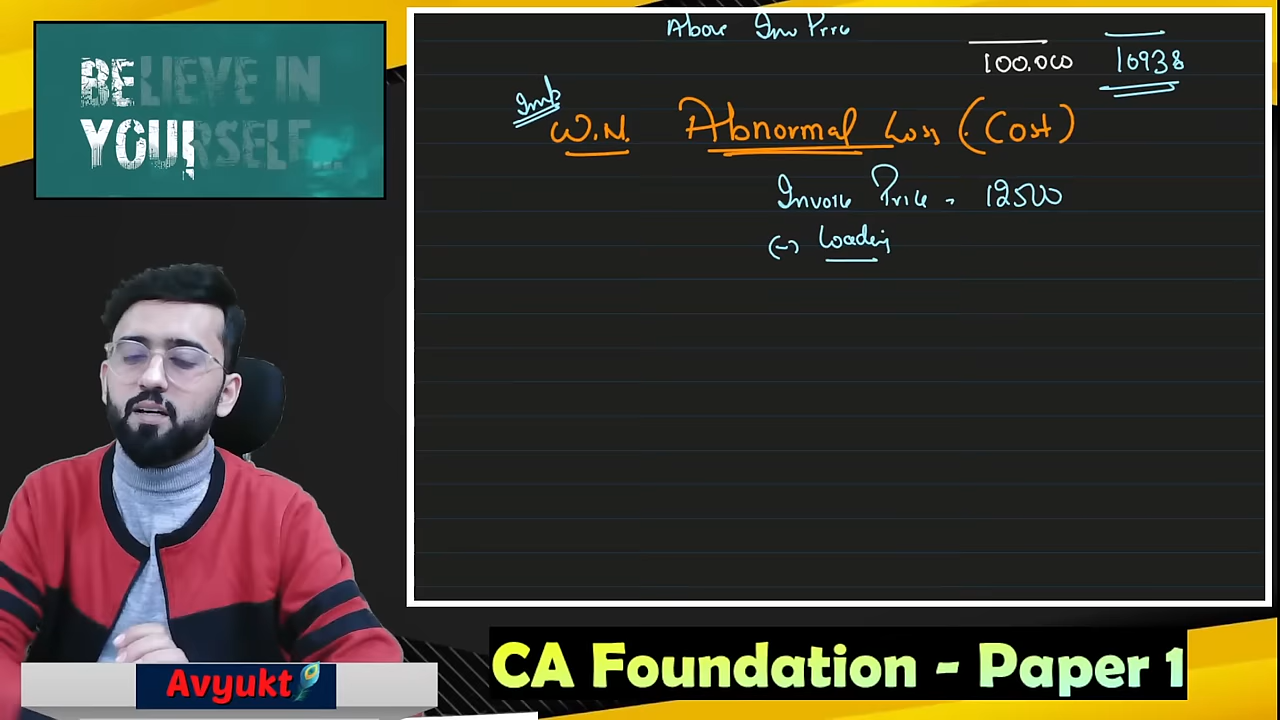 BELIEVE IN
YOURSELF...
Above Inv Price
100.000 10938
Imp
W.N. Abnormal Loss (Cost)
Invoice Price = 12500
(-) Loading
Avyukt
CA Foundation - Paper 1